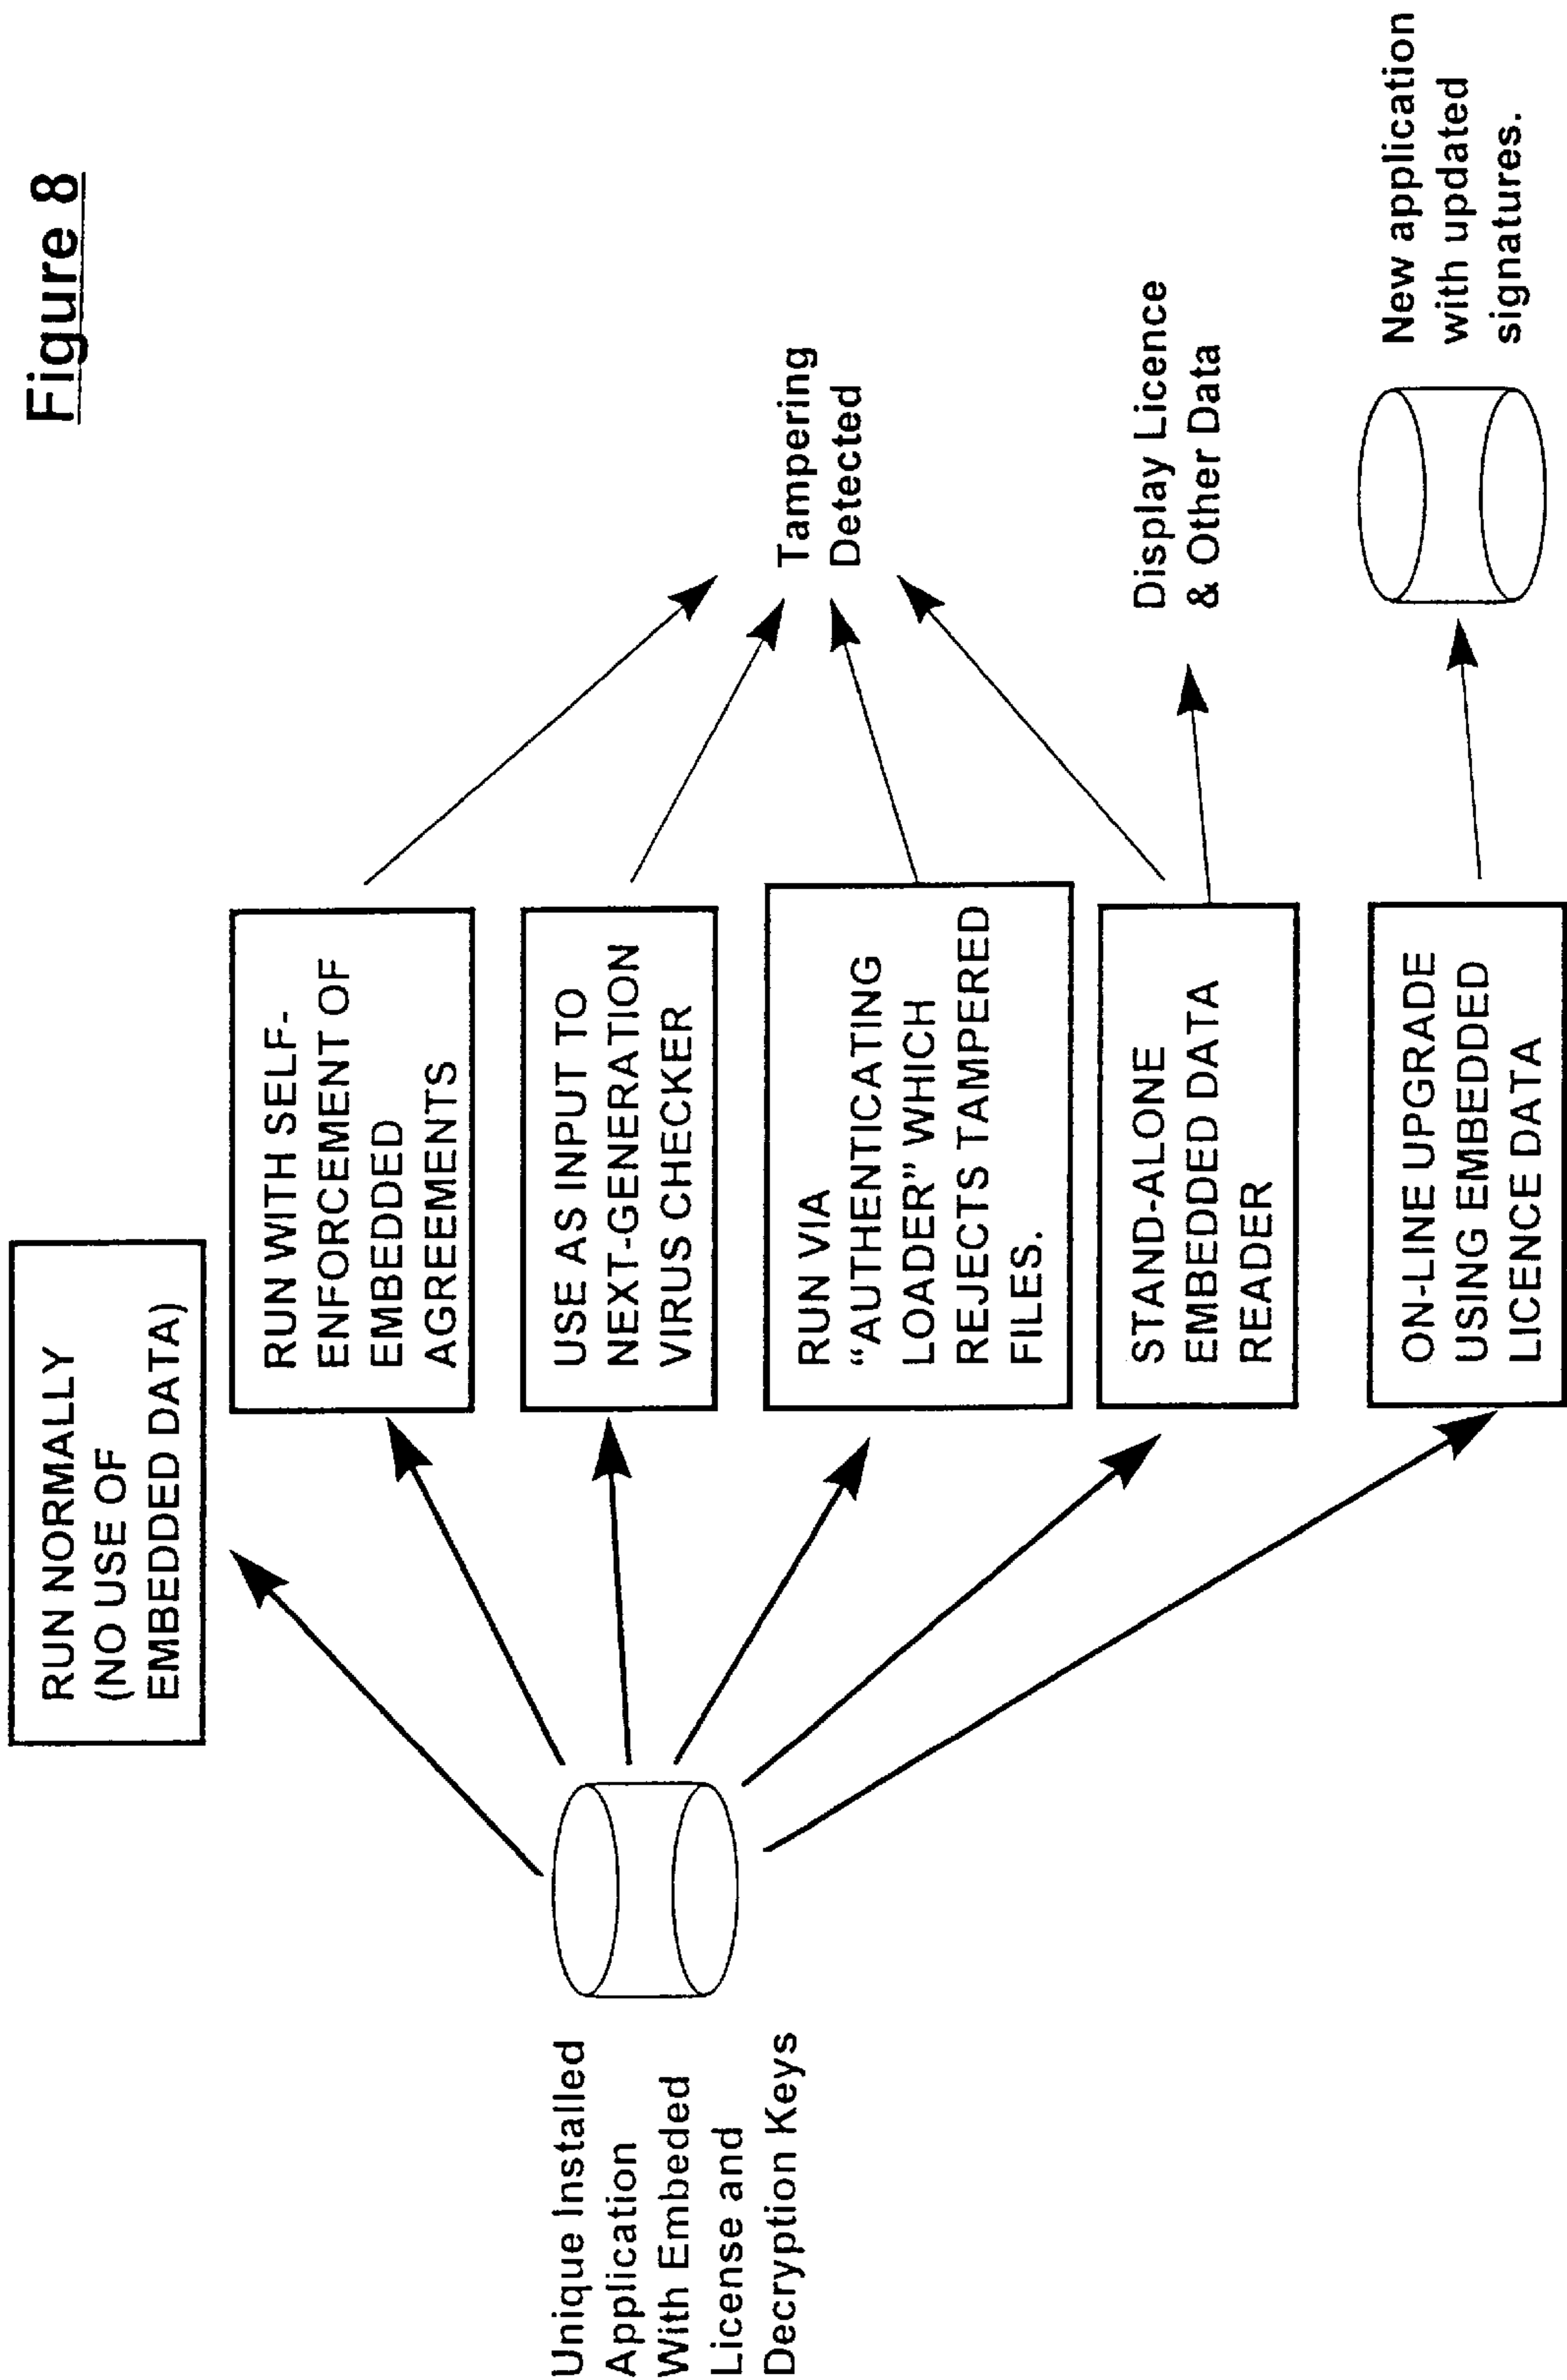 Figure 8
RUN NORMALLY
(NO USE OF
EMBEDDED DATA)
RUN WITH SELF-
ENFORCEMENT OF
EMBEDDED
AGREEMENTS
USE AS INPUT TO
NEXT-GENERATION
VIRUS CHECKER
RUN VIA
“AUTHENTICATING
LOADER” WHICH
REJECTS TAMPERED
FILES.
STAND-ALONE
EMBEDDED DATA
READER
ON-LINE UPGRADE
USING EMBEDDED
LICENCE DATA
Unique Installed
Application
With Embeded
License and
Decryption Keys
Tampering
Detected
Display Licence
& Other Data
New application
with updated
signatures.